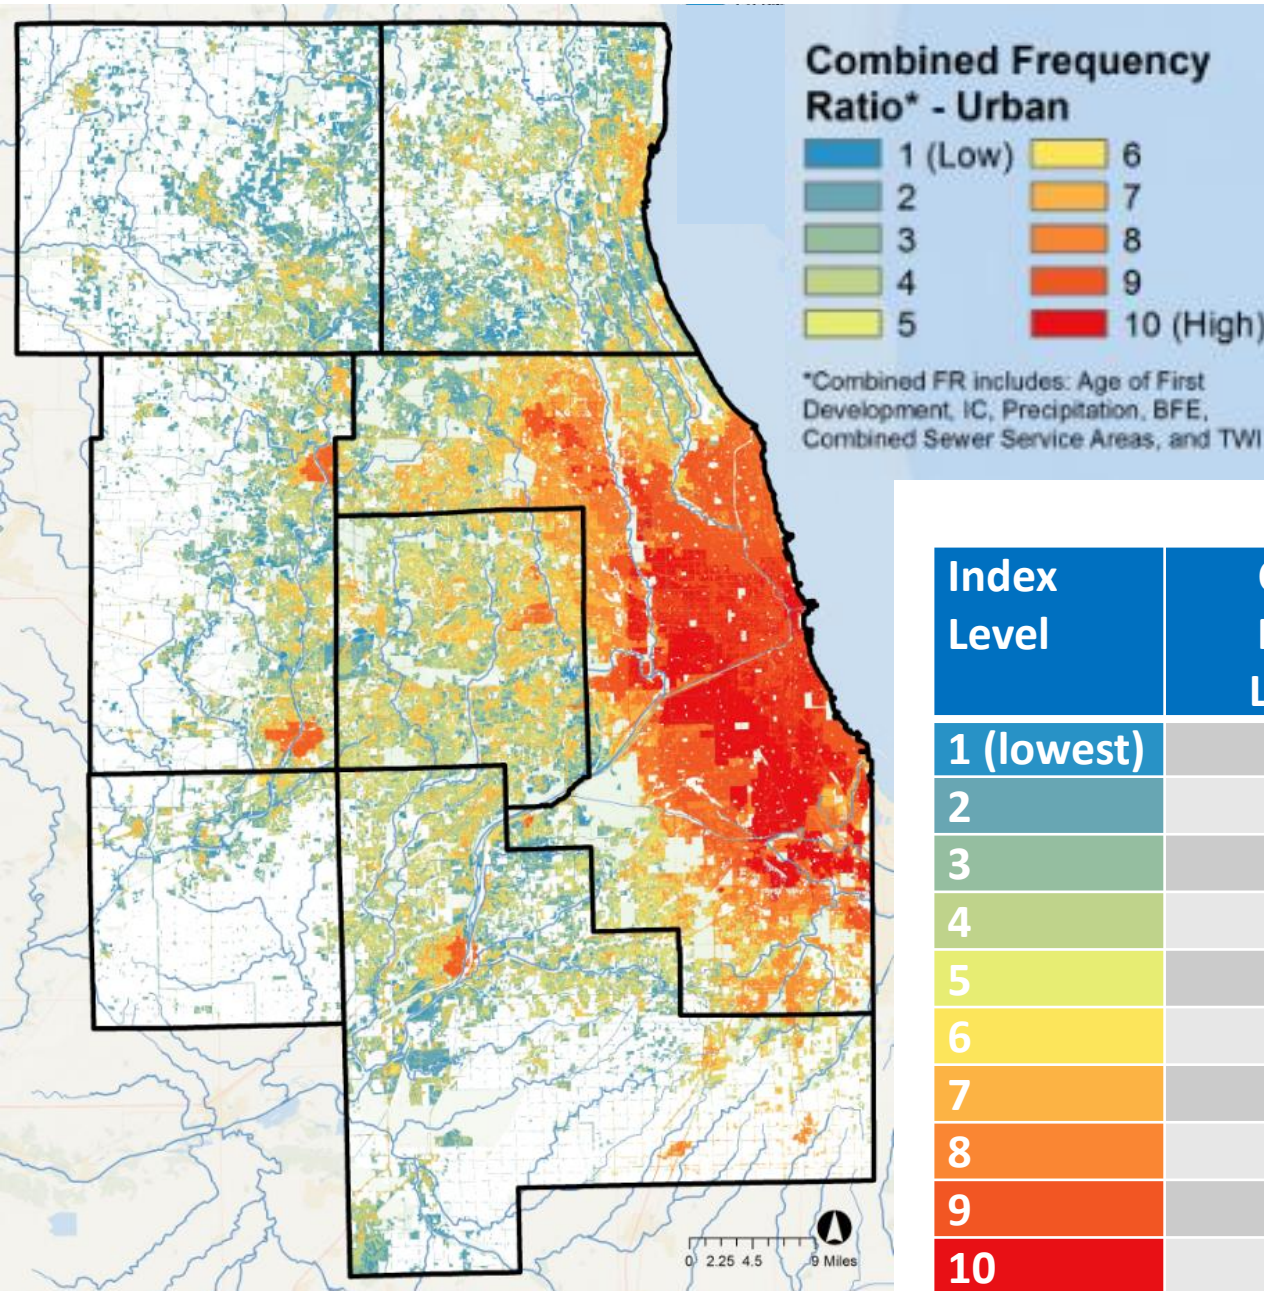 Combined Frequency
Ratio* - Urban
1 (Low)
2
3
4
5
6
7
8
9
10 (High)
*Combined FR includes: Age of First
Development, IC, Precipitation, BFE,
Combined Sewer Service Areas, and TWI
Index
Level
1 (lowest)
2
3
4
5
6
7
8
9
10
0 2.25 4.5 9 Miles